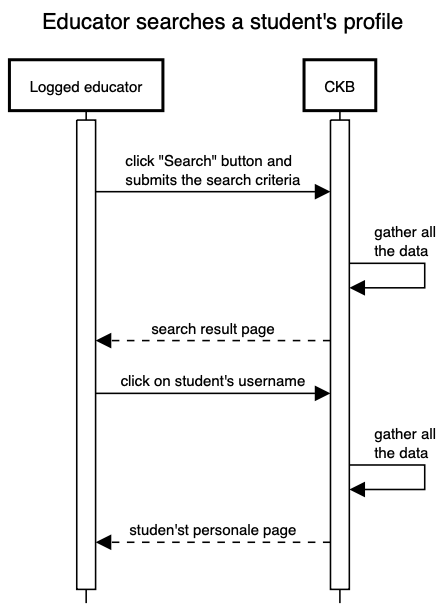 Educator searches a student's profile
Logged educator
CKB
click "Search" button and
submits the search criteria
gather all
the data
search result page
click on student's username
gather all
the data
studen'st personale page